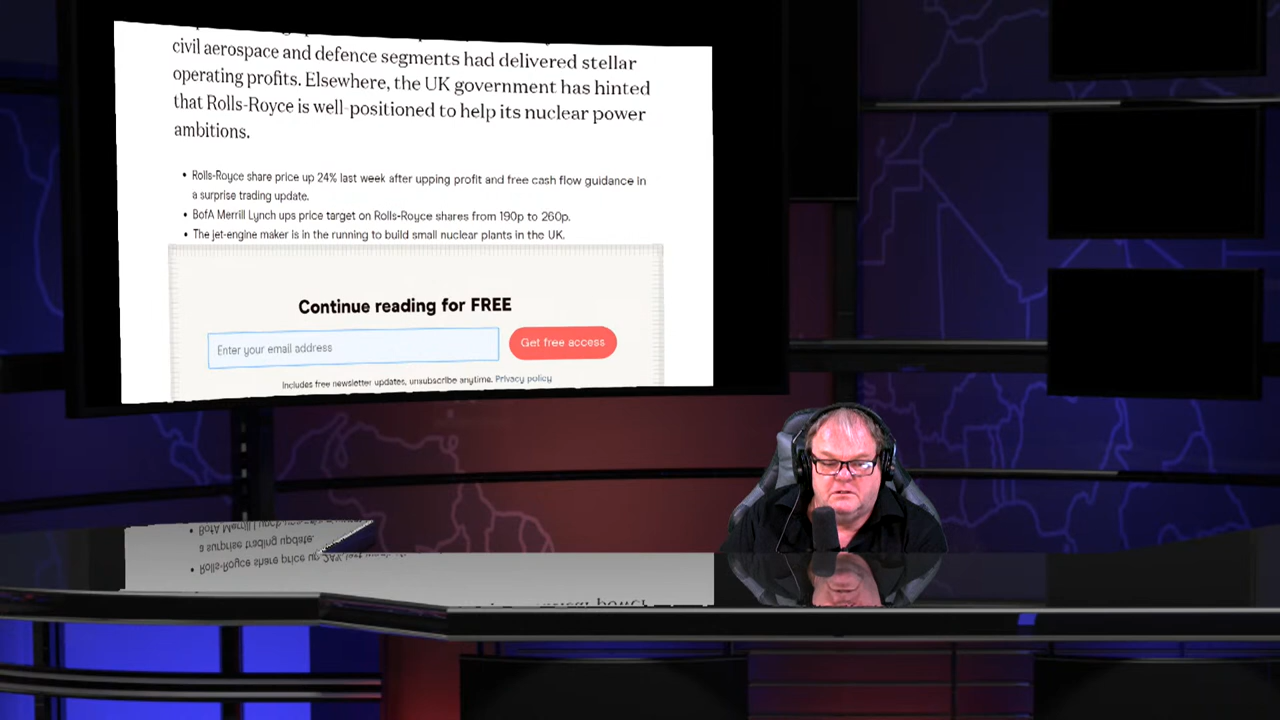 civil aerospace and defence segments had delivered stellar
operating profits. Elsewhere, the UK government has hinted
that Rolls-Royce is well-positioned to help its nuclear power
ambitions.
• Rolls-Royce share price up 24% last week after upping profit and free cash flow guidance in
a surprise trading update.
• BofA Merrill Lynch ups price target on Rolls-Royce shares from 190p to 260p.
• The jet-engine maker is in the running to build small nuclear plants in the UK.
Continue reading for FREE
Enter your email address
Get free access
Includes free newsletter updates, unsubscribe anytime. Privacy policy